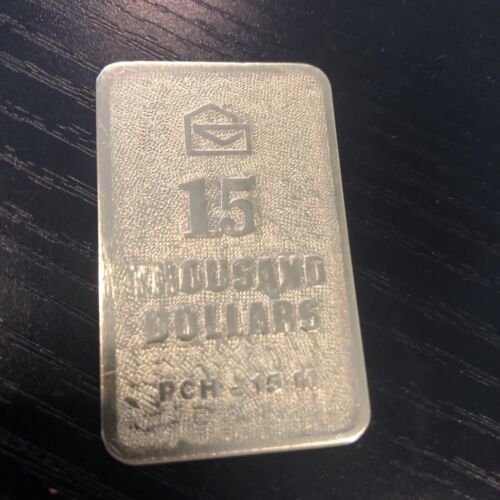 15
THOUSAND
DOLLARS
PCH - 15 M